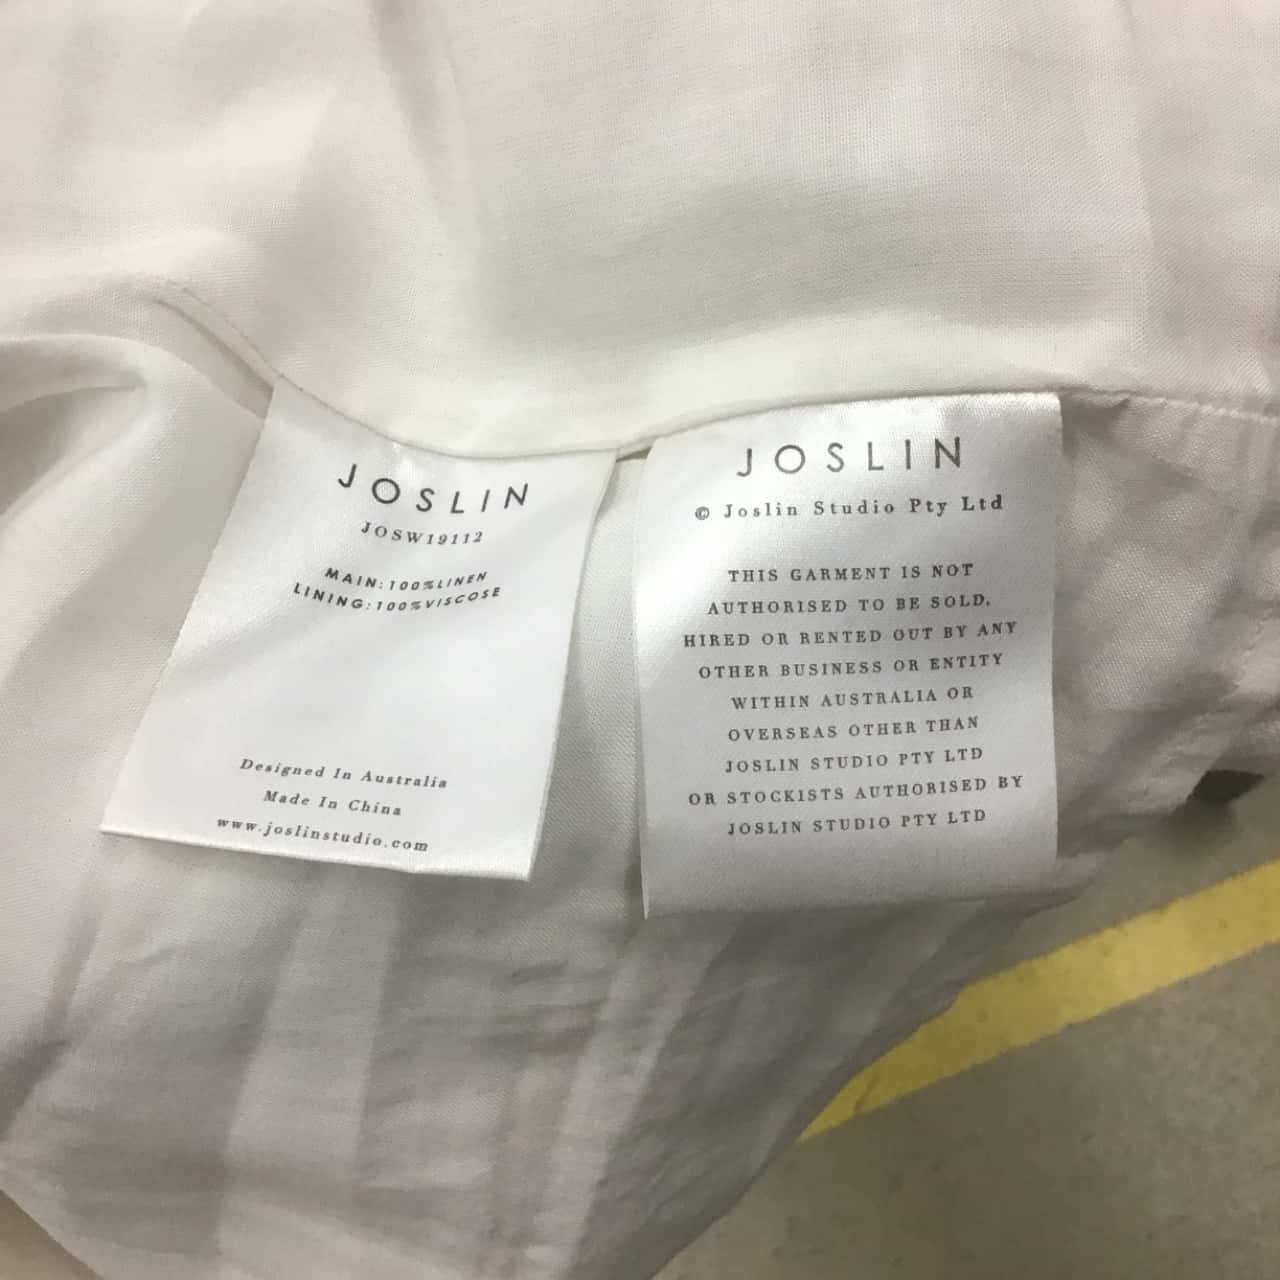 JOSLIN
JOSW19112
MAIN:100%LINEN
LINING:100%VISCOSE
Designed In Australia
Made In China
www.joslinstudio.com
JOSLIN
© Joslin Studio Pty Ltd
THIS GARMENT IS NOT
AUTHORISED TO BE SOLD,
HIRED OR RENTED OUT BY ANY
OTHER BUSINESS OR ENTITY
WITHIN AUSTRALIA OR
OVERSEAS OTHER THAN
JOSLIN STUDIO PTY LTD
OR STOCKISTS AUTHORISED BY
JOSLIN STUDIO PTY LTD